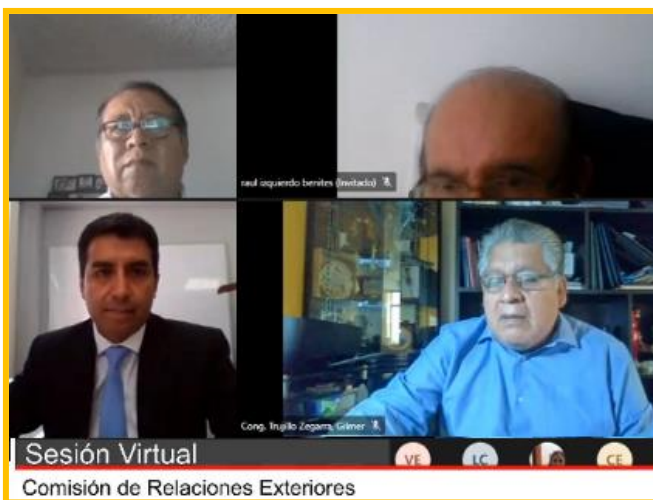 raul izquierdo benites (Invitado)
Cong. Trujillo Zegarra, Gilmer
Sesión Virtual
VE
LC
CE
Comisión de Relaciones Exteriores